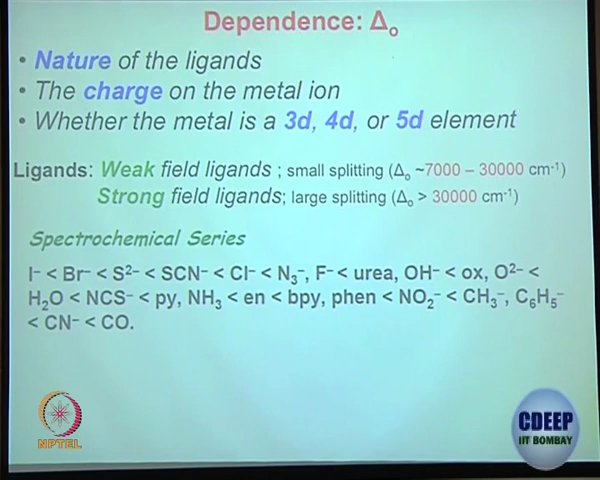 Dependence: Δₒ
• Nature of the ligands
• The charge on the metal ion
• Whether the metal is a 3d, 4d, or 5d element
Ligands: Weak field ligands ; small splitting (Δₒ ~7000 – 30000 cm⁻¹)
Strong field ligands; large splitting (Δₒ > 30000 cm⁻¹)
Spectrochemical Series
I⁻ < Br⁻ < S²⁻ < SCN⁻ < Cl⁻ < N₃⁻, F⁻ < urea, OH⁻ < ox, O²⁻ <
H₂O < NCS⁻ < py, NH₃ < en < bpy, phen < NO₂⁻ < CH₃⁻, C₆H₅⁻
< CN⁻ < CO.
NPTEL
CDEEP
IIT BOMBAY